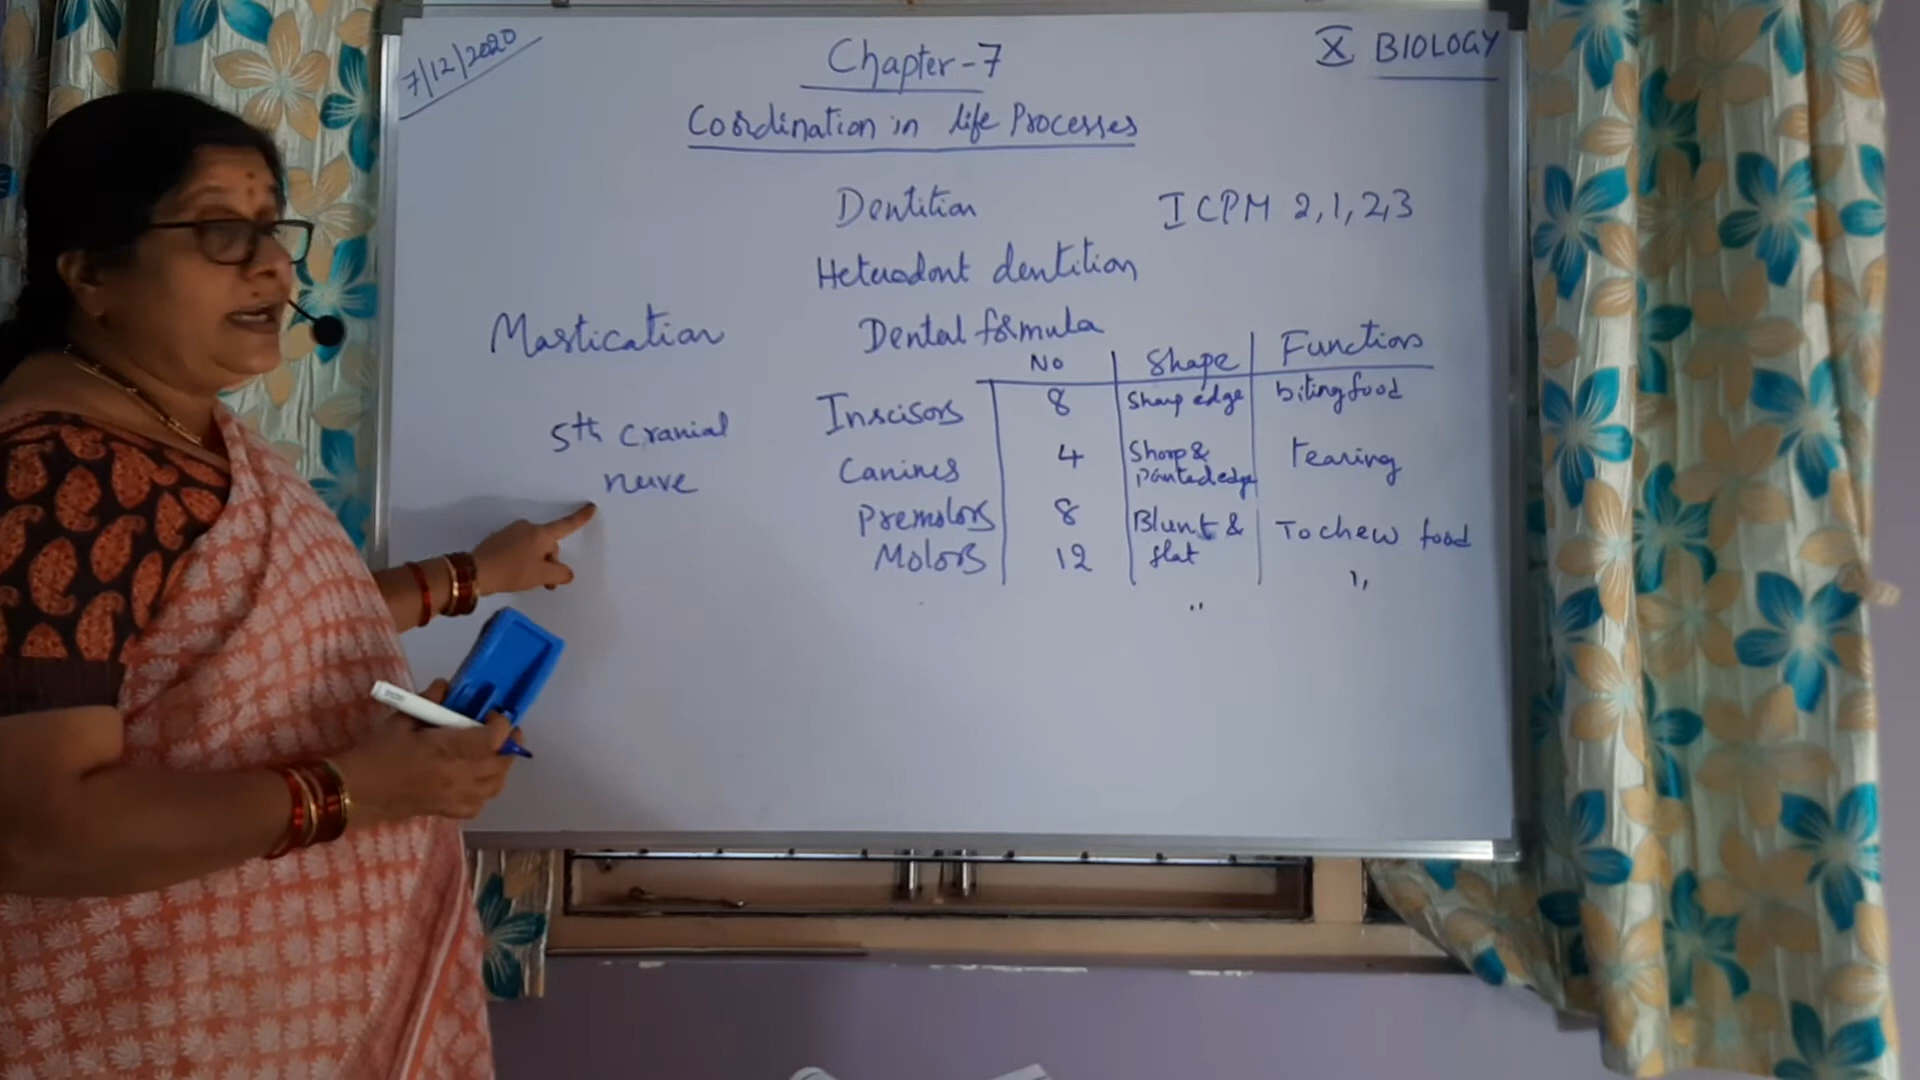 7/12/2020
Chapter-7
X BIOLOGY
Coordination in life Processes
Dentition
ICPM 2,1,2,3
Heterodont dentition
Mastication
Dental formula
No Shape Functions
Inscisors 8 Sharp edge biting food
5th cranial
nerve
Canines 4 Sharp &
Pointed edge
Tearing
Premolors 8 Blunt &
flat
To chew food
Molors 12 " "